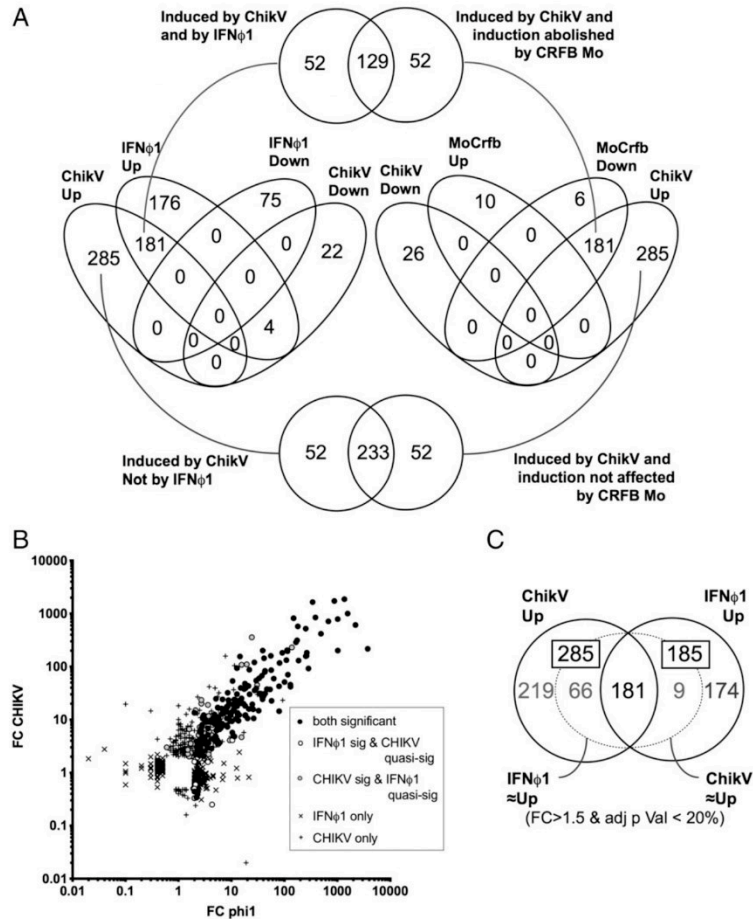 A
Induced by ChikV
and by IFNϕ1
52
129
52
Induced by ChikV and
induction abolished
by CRFB Mo
ChikV
Up
IFNϕ1
Up
IFNϕ1
Down
ChikV
Down
285
181
176
0
75
0
22
0
0
0
0
0
0
4
0
ChikV
Down
MoCrfb
Up
MoCrfb
Down
ChikV
Up
26
10
0
6
181
285
0
0
0
0
0
0
0
0
0
0
Induced by ChikV
Not by IFNϕ1
52
233
52
Induced by ChikV and
induction not affected
by CRFB Mo
B
FC CHIKV
10000
1000
100
10
1
0.1
0.01
0.01
0.1
1
10
100
1000
10000
FC phi1
both significant
IFNϕ1 sig & CHIKV
quasi-sig
CHIKV sig & IFNϕ1
quasi-sig
IFNϕ1 only
CHIKV only
C
ChikV
Up
IFNϕ1
Up
285
185
219
66
181
9
174
IFNϕ1
≈Up
ChikV
≈Up
(FC>1.5 & adj p Val < 20%)